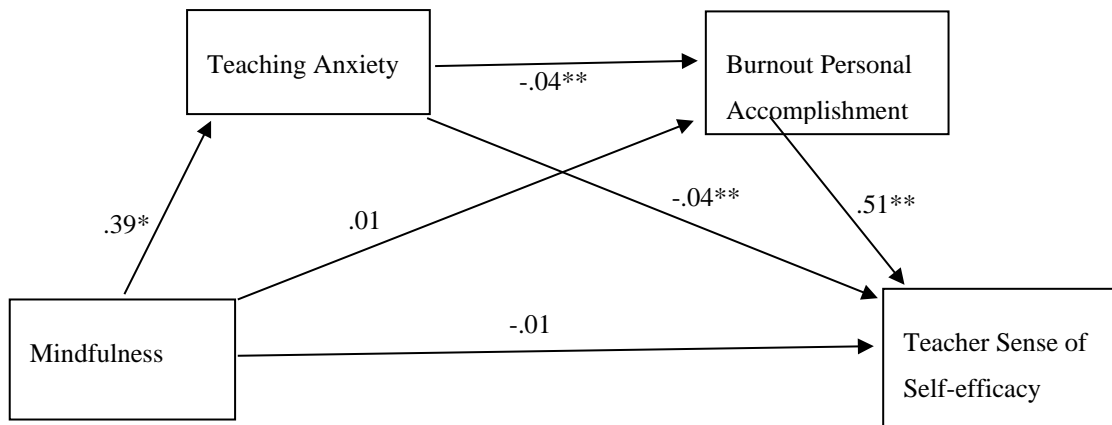 Teaching Anxiety
Burnout Personal
Accomplishment
-.04**
.39*
.01
-.04**
.51**
Mindfulness
-.01
Teacher Sense of
Self-efficacy